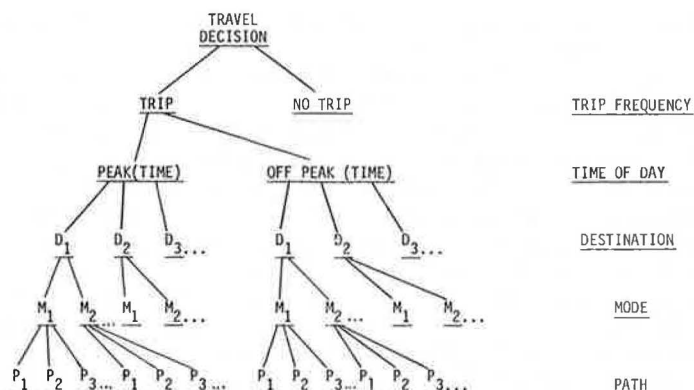 TRAVEL
DECISION
TRIP NO TRIP TRIP FREQUENCY
PEAK(TIME) OFF PEAK (TIME) TIME OF DAY
D1 D2 D3... D1 D2 D3... DESTINATION
M1 M2... M1 M2... M1 M2... M1 M2... MODE
P1 P2 P3... P1 P2 P3... P1 P2 P3... P1 P2 P3... PATH